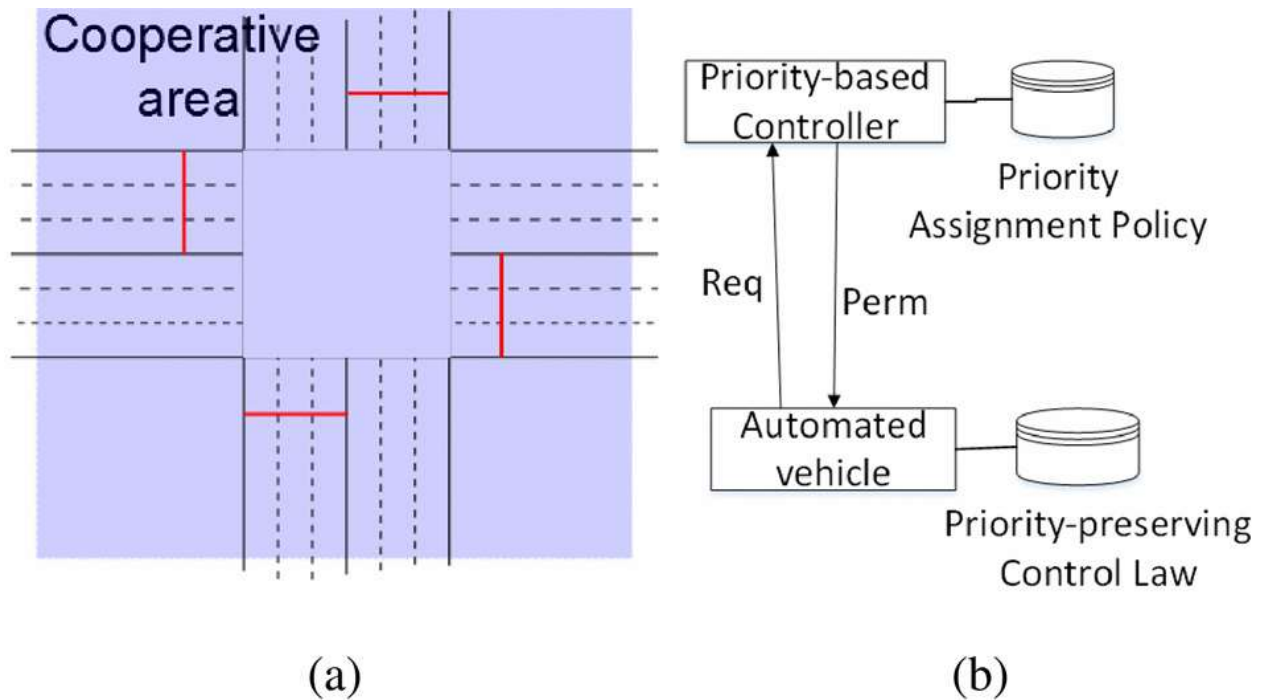 Cooperative
area
Priority-based
Controller
Priority
Assignment Policy
Req
Perm
Automated
vehicle
Priority-preserving
Control Law
(a)
(b)